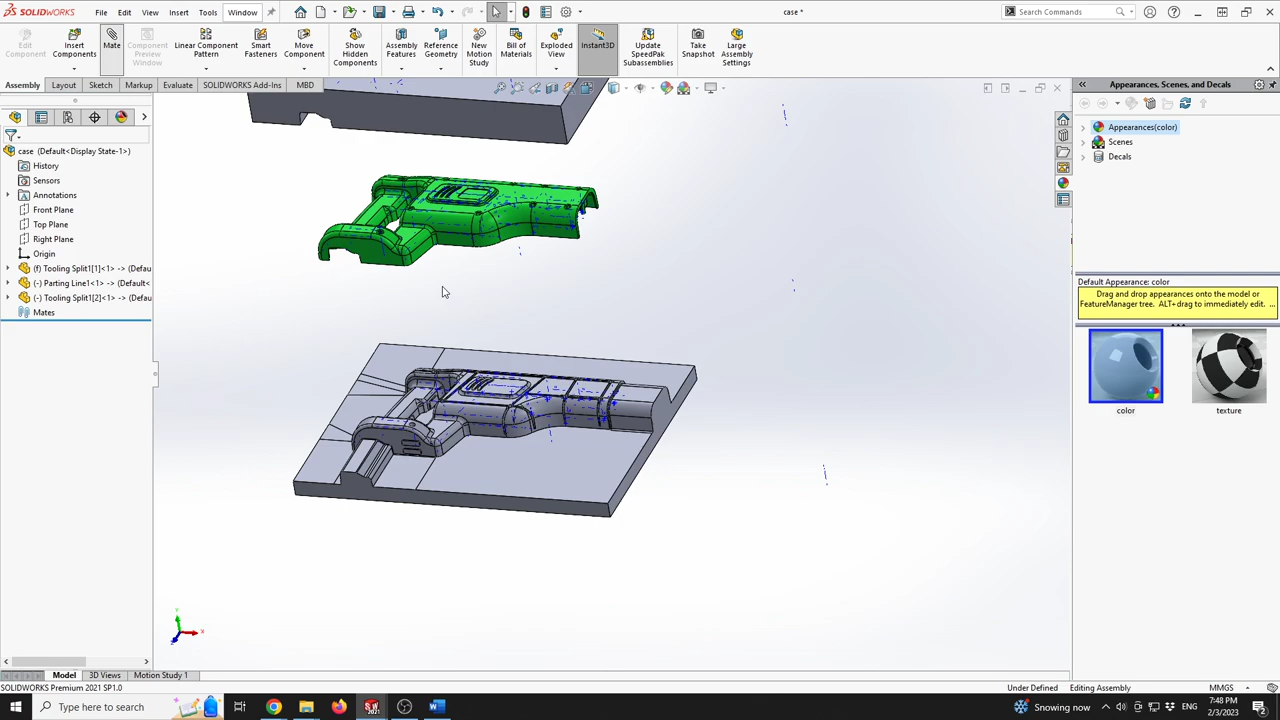 SOLIDWORKS File Edit View Insert Tools Window case * Search Commands
Edit Component
Insert Components
Mate
Component Preview Window
Linear Component Pattern
Smart Fasteners
Move Component
Show Hidden Components
Assembly Features
Reference Geometry
New Motion Study
Bill of Materials
Exploded View
Instant3D
Update SpeedPak Subassemblies
Take Snapshot
Large Assembly Settings
Assembly Layout Sketch Markup Evaluate SOLIDWORKS Add-Ins MBD
Appearances, Scenes, and Decals
case (Default<Display State-1>)
History
Sensors
Annotations
Front Plane
Top Plane
Right Plane
Origin
(f) Tooling Split1[1]<1> -> (Defau
(-) Parting Line1<1> -> (Default<
(-) Tooling Split1[2]<1> -> (Defau
Mates
Appearances(color)
Scenes
Decals
Default Appearance: color
Drag and drop appearances onto the model or
FeatureManager tree. ALT+drag to immediately edit. ...
color texture
Y X Z
Model 3D Views Motion Study 1
SOLIDWORKS Premium 2021 SP1.0 Under Defined Editing Assembly MMGS
Type here to search Snowing now ENG 7:48 PM
2/3/2023